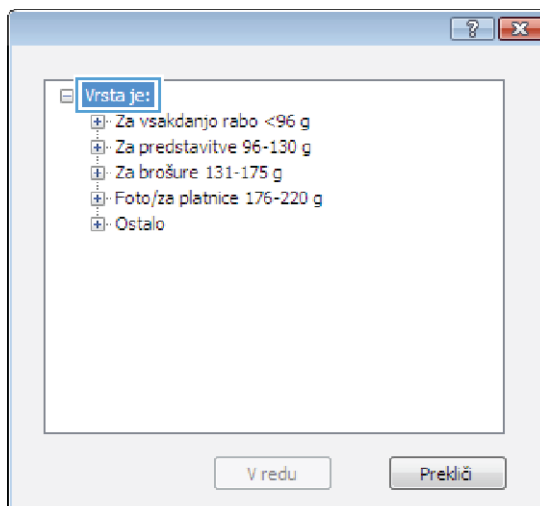 Vrsta je:
Za vsakdanjo rabo <96 g
Za predstavitve 96-130 g
Za brošure 131-175 g
Foto/za platnice 176-220 g
Ostalo
V redu
Prekliči